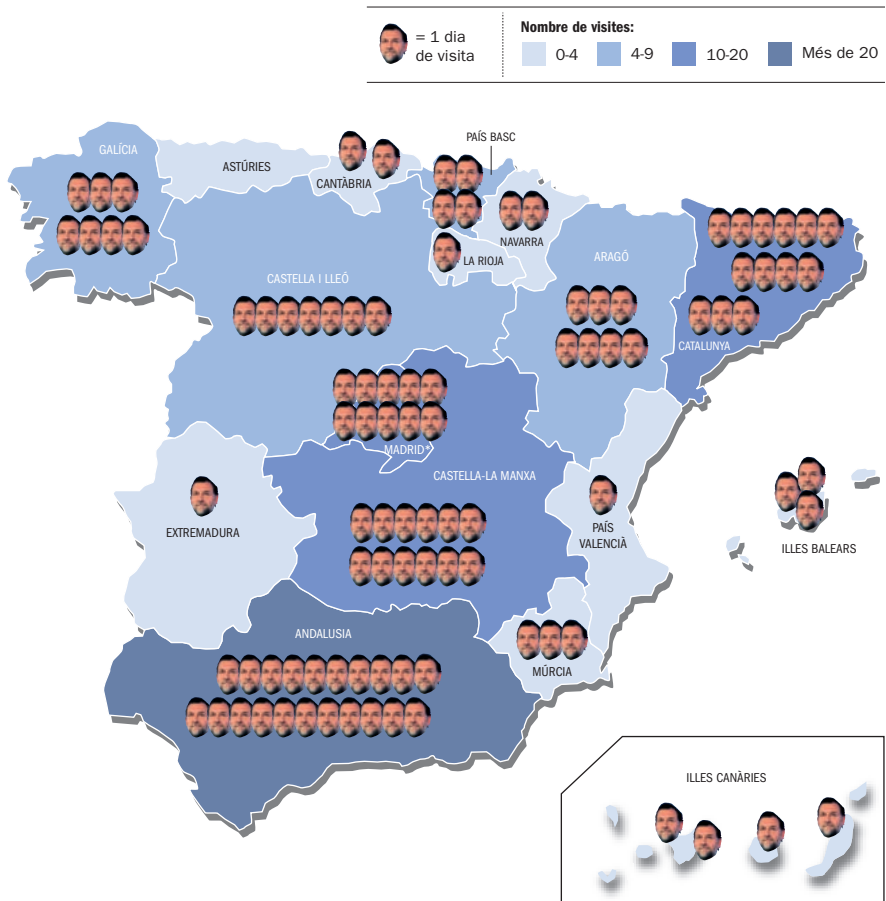 = 1 dia
de visita
Nombre de visites:
0-4
4-9
10-20
Més de 20
GALÍCIA
ASTÚRIES
CANTÀBRIA
PAÍS BASC
NAVARRA
LA RIOJA
ARAGÓ
CATALUNYA
CASTELLA I LLEÓ
MADRID*
CASTELLA-LA MANXA
EXTREMADURA
PAÍS
VALENCIÀ
ILLES BALEARS
ANDALUSIA
MÚRCIA
ILLES CANÀRIES